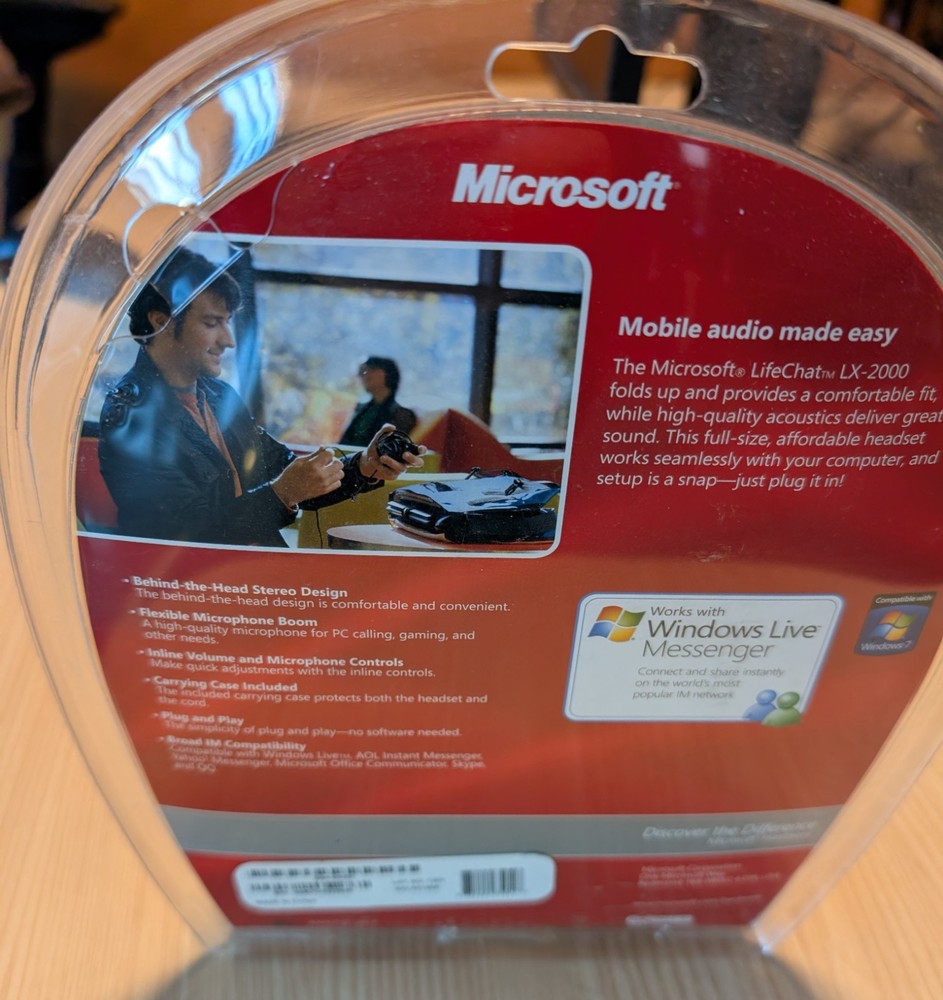 Microsoft®
Mobile audio made easy
The Microsoft® LifeChat™ LX-2000
folds up and provides a comfortable fit,
while high-quality acoustics deliver great
sound. This full-size, affordable headset
works seamlessly with your computer, and
setup is a snap—just plug it in!
• Behind-the-Head Stereo Design
The behind-the-head design is comfortable and convenient.
• Flexible Microphone Boom
A high-quality microphone for PC calling, gaming, and
other needs.
• Inline Volume and Microphone Controls
Make quick adjustments with the inline controls.
• Carrying Case Included
The included carrying case protects both the headset and
the cord.
• Plug and Play
The simplicity of plug and play—no software needed.
• Broad IM Compatibility
Compatible with Windows Live™, AOL Instant Messenger,
Yahoo! Messenger, Microsoft Office Communicator, Skype,
and QQ.
Works with
Windows Live™
Messenger
Connect and share instantly
on the world's most
popular IM network
Compatible with
Windows 7
Discover the Difference